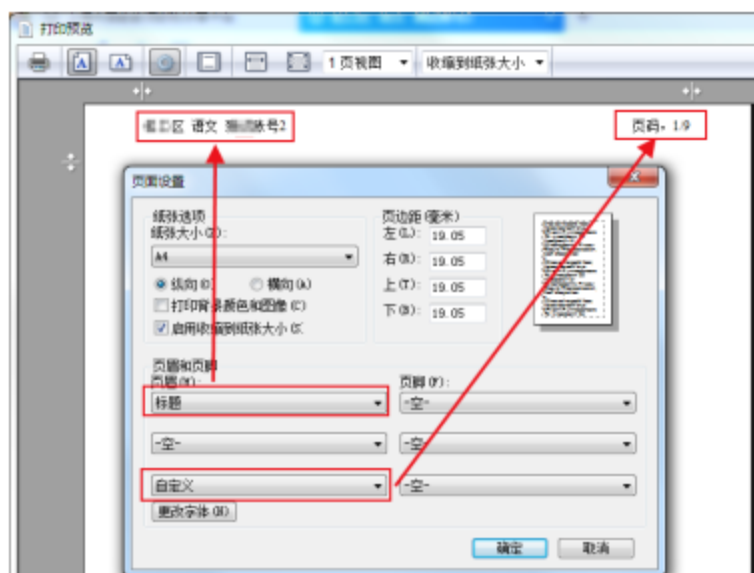 打印预览
1 页视图
收缩到纸张大小
区 语文 账号2
页码: 1/9
页面设置
纸张选项
纸张大小(Z):
A4
纵向(O)
横向(A)
打印背景颜色和图像(C)
启用收缩到纸张大小(S)
页边距(毫米)
左(L): 19.05
右(R): 19.05
上(T): 19.05
下(B): 19.05
页眉和页脚
页眉(H):
页脚(F):
标题
-空-
-空-
-空-
自定义
-空-
更改字体(N)
确定
取消